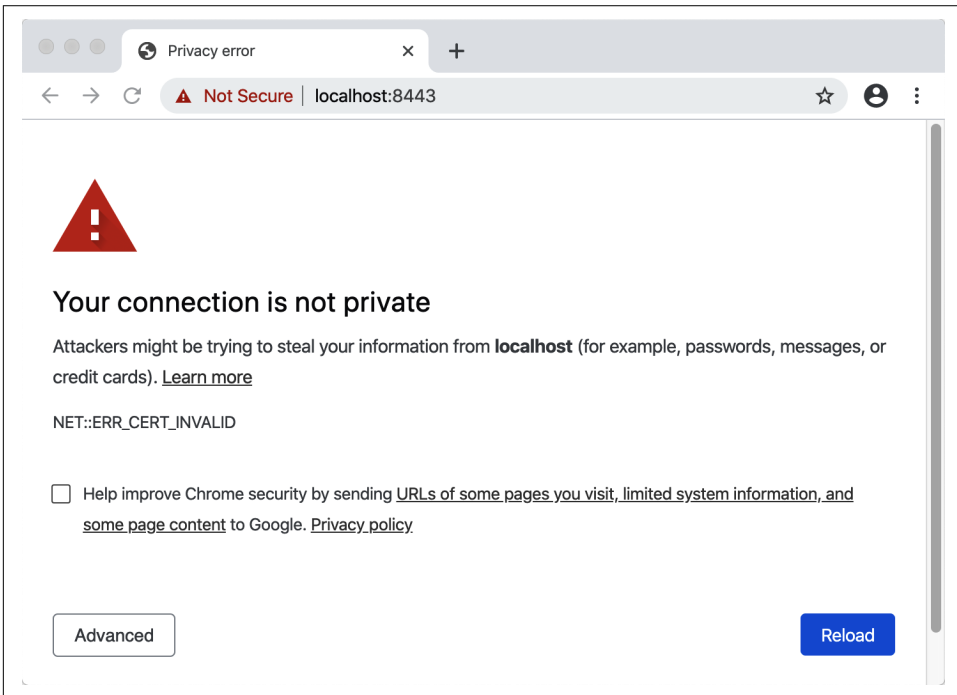 Privacy error
Not Secure localhost:8443
Your connection is not private
Attackers might be trying to steal your information from localhost (for example, passwords, messages, or
credit cards). Learn more
NET::ERR_CERT_INVALID
Help improve Chrome security by sending URLs of some pages you visit, limited system information, and
some page content to Google. Privacy policy
Advanced
Reload